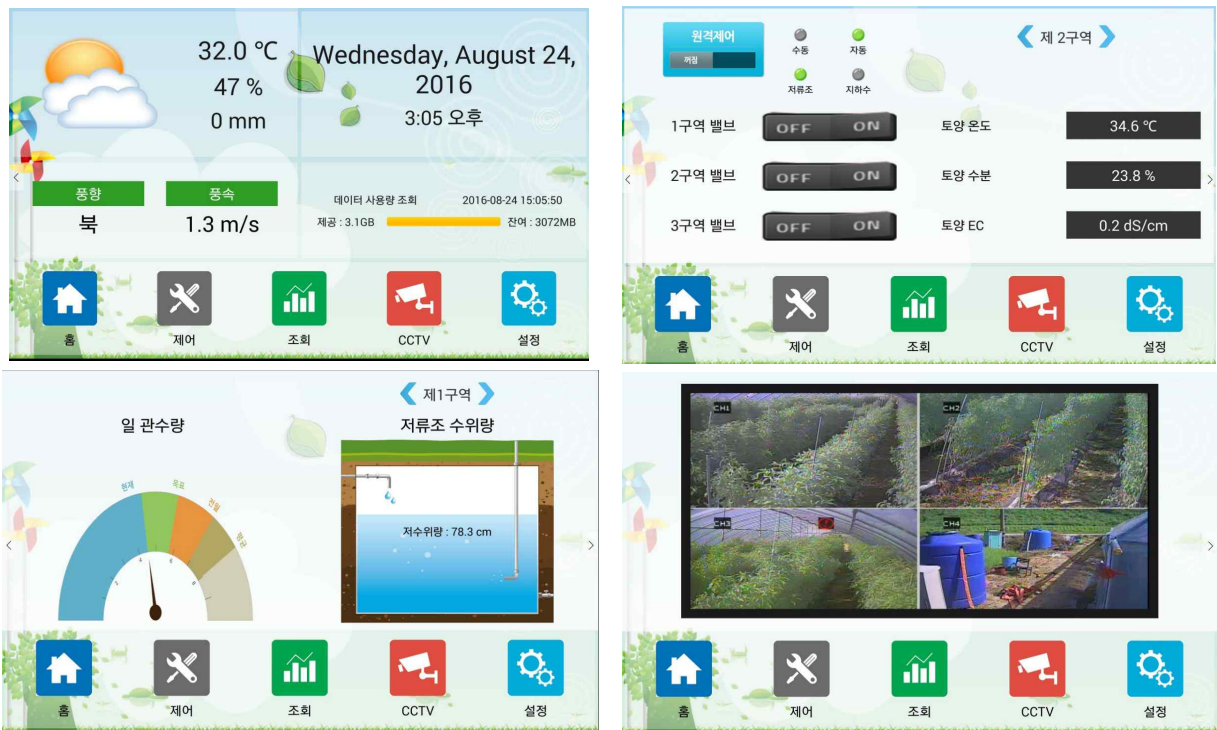 32.0 ℃
47 %
0 mm
Wednesday, August 24,
2016
3:05 오후
풍향
풍속
북
1.3 m/s
데이터 사용량 조회
2016-08-24 15:05:50
제공 : 3.1GB
잔여 : 3072MB
홈
제어
조회
CCTV
설정
원격제어
꺼짐
수동
자동
저류조
지하수
제 2구역
1구역 밸브
OFF ON
토양 온도
34.6 ℃
2구역 밸브
OFF ON
토양 수분
23.8 %
3구역 밸브
OFF ON
토양 EC
0.2 dS/cm
홈
제어
조회
CCTV
설정
제1구역
일 관수량
저류조 수위량
현재
목표
전월
평균
저수위량 : 78.3 cm
홈
제어
조회
CCTV
설정
CH1
CH2
CH3
CH4
홈
제어
조회
CCTV
설정